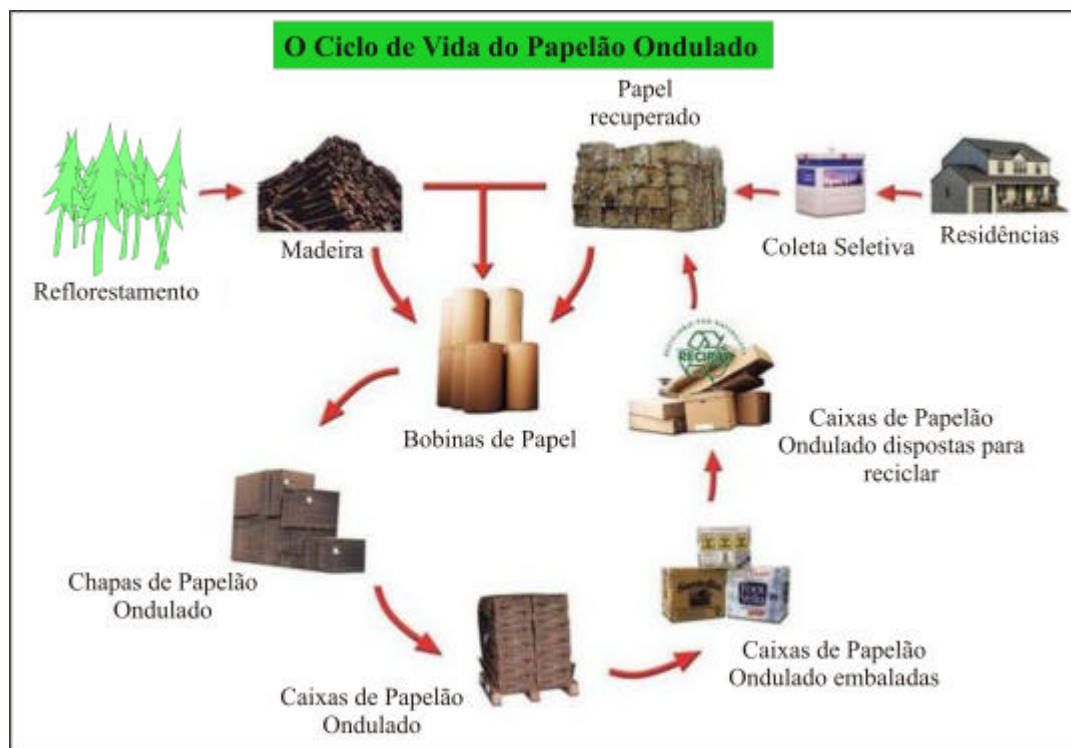 O Ciclo de Vida do Papelão Ondulado
Papel
recuperado
Madeira
Coleta Seletiva
Residências
Reflorestamento
Bobinas de Papel
RECIPAP
Caixas de Papelão
Ondulado dispostas para
reciclar
Chapas de Papelão
Ondulado
Caixas de Papelão
Ondulado
Caixas de Papelão
Ondulado embaladas